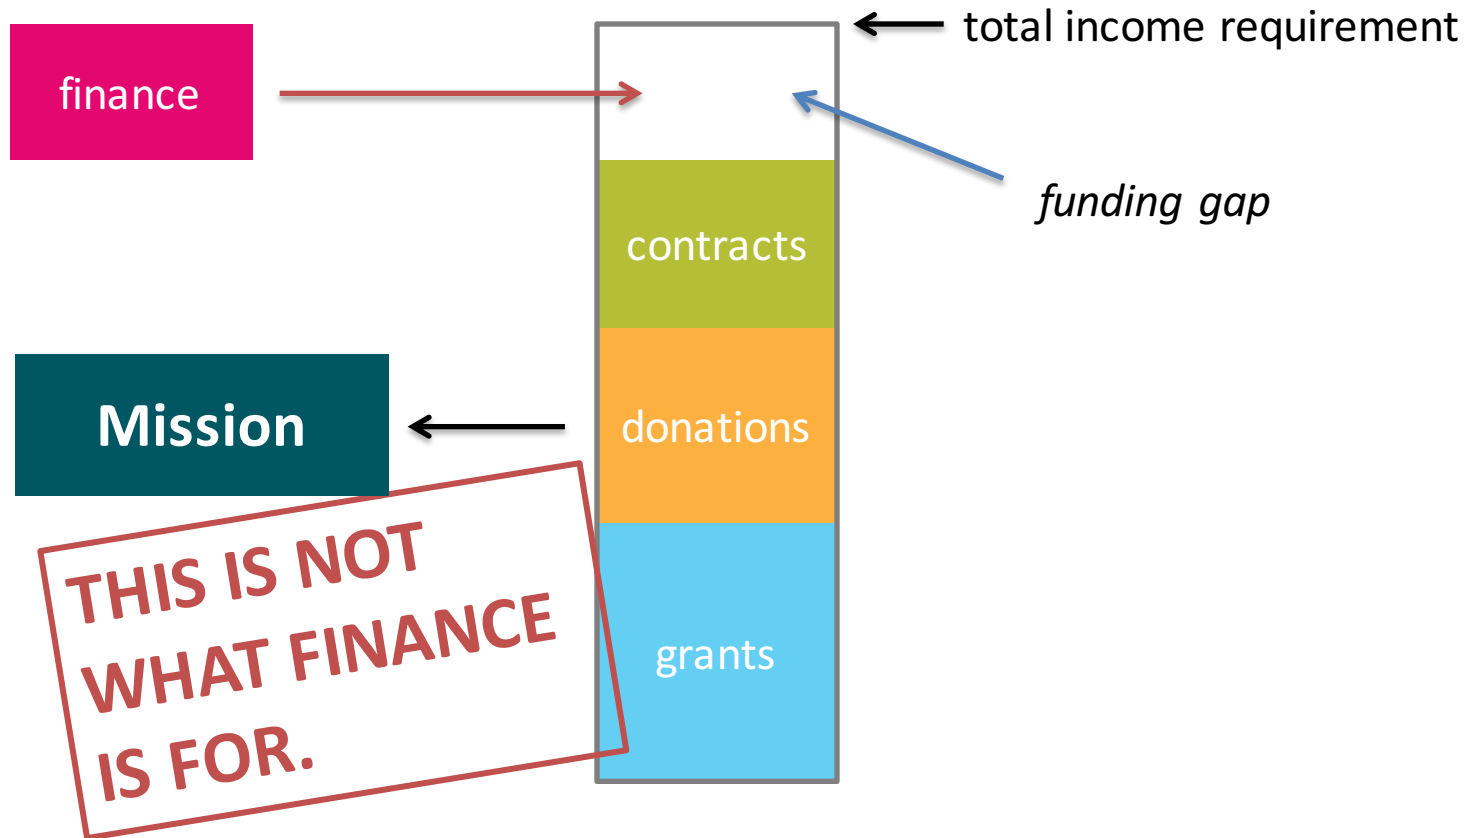 total income requirement
finance
funding gap
contracts
Mission
donations
THIS IS NOT
WHAT FINANCE
IS FOR.
grants